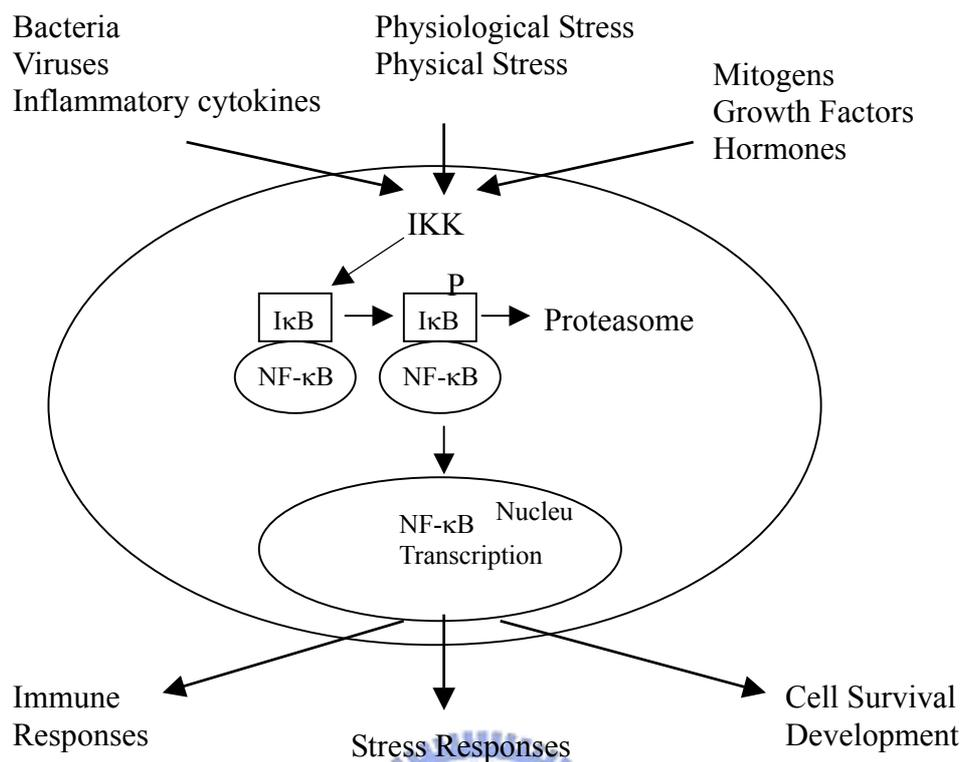 Bacteria
Viruses
Inflammatory cytokines
Physiological Stress
Physical Stress
Mitogens
Growth Factors
Hormones
IKK
P
IκB
IκB
Proteasome
NF-κB
NF-κB
Nucleu
NF-κB
Transcription
Immune
Responses
Stress Responses
Cell Survival
Development